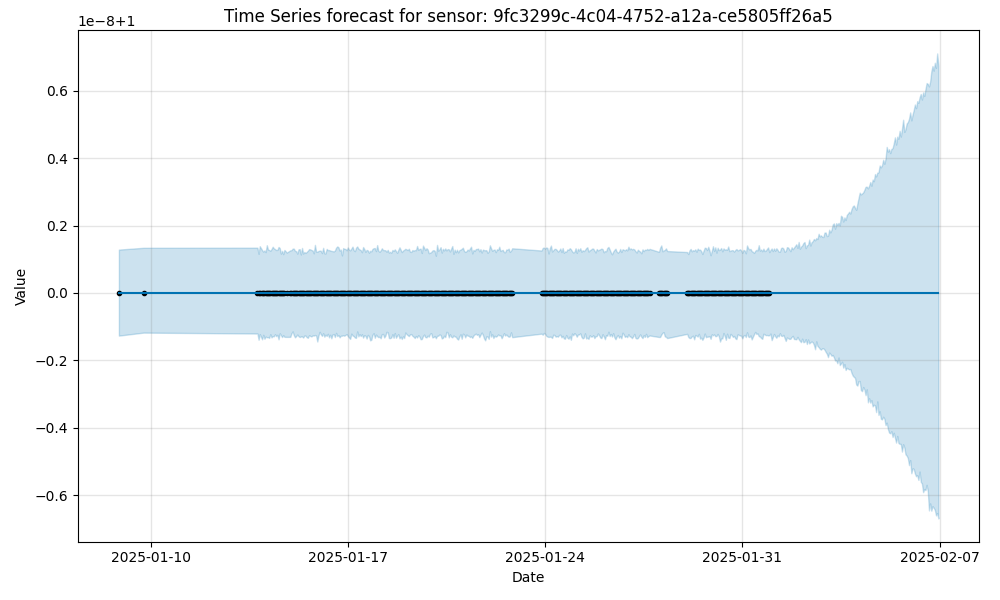 Time Series forecast for sensor: 9fc3299c-4c04-4752-a12a-ce5805ff26a5
1e−8+1
0.6
0.4
0.2
0.0
−0.2
−0.4
−0.6
Value
2025-01-10 2025-01-17 2025-01-24 2025-01-31 2025-02-07
Date